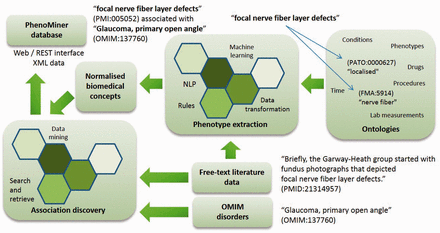 PhenoMiner
database
Web / REST interface
XML data
"focal nerve fiber layer defects"
(PMI:005052) associated with
"Glaucoma, primary open angle"
(OMIM:137760)
"focal nerve fiber layer defects"
Normalised
biomedical
concepts
Machine
learning
NLP
Rules
Data
transformation
Phenotype extraction
Conditions
Phenotypes
(PATO:0000627)
"localised"
Drugs
Procedures
Time
(FMA:5914)
"nerve fiber"
Lab measurements
Ontologies
Data
mining
Search
and
retrieve
Association discovery
Free-text literature
data
"Briefly, the Garway-Heath group started with
fundus photographs that depicted
focal nerve fiber layer defects."
(PMID:21314957)
OMIM
disorders
"Glaucoma, primary open angle"
(OMIM:137760)